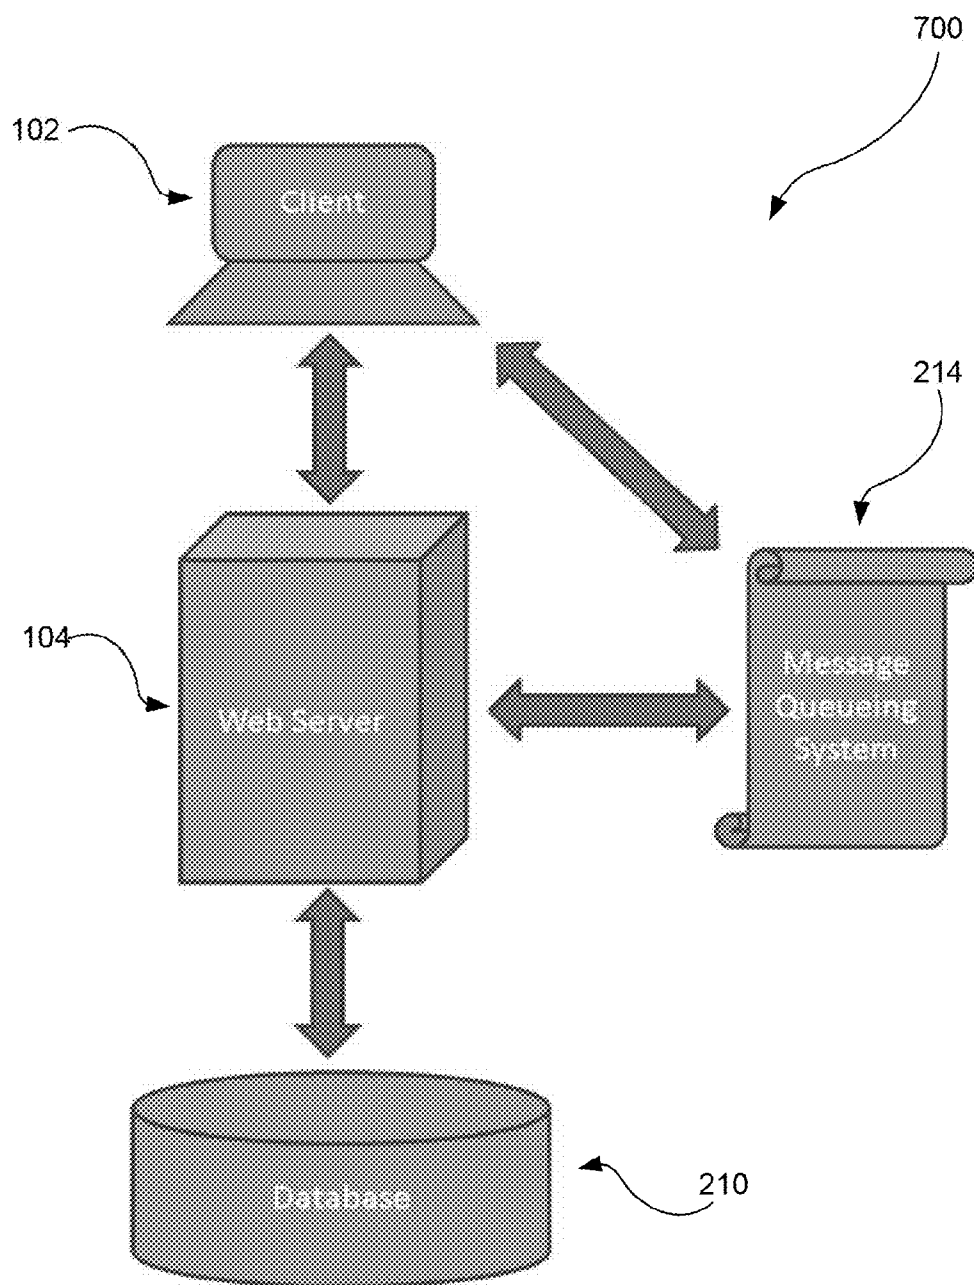 700
102
Client
214
104
Web Server
Message
Queueing
System
Database
210